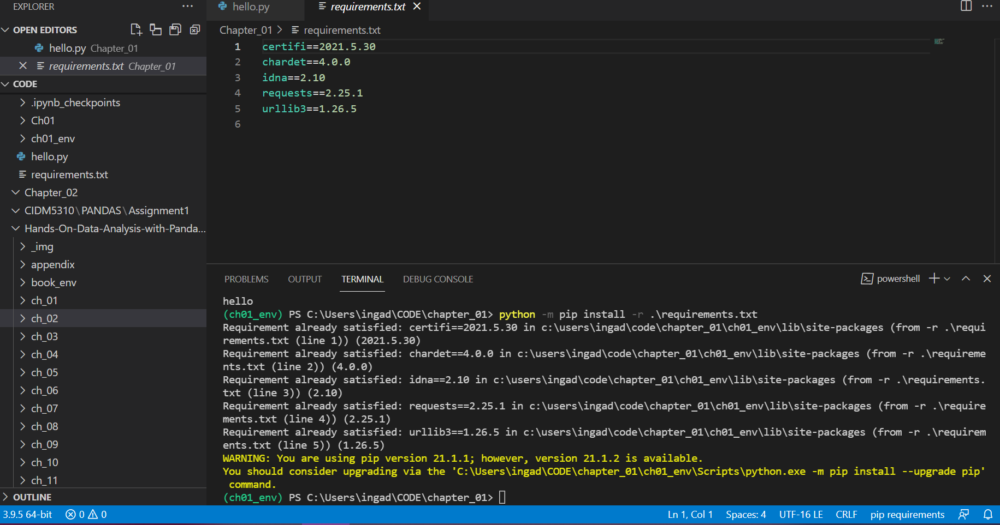 EXPLORER
OPEN EDITORS
hello.py Chapter_01
requirements.txt Chapter_01
CODE
.ipynb_checkpoints
Ch01
ch01_env
hello.py
requirements.txt
Chapter_02
CIDM5310\PANDAS\Assignment1
Hands-On-Data-Analysis-with-Panda...
_img
appendix
book_env
ch_01
ch_02
ch_03
ch_04
ch_05
ch_06
ch_07
ch_08
ch_09
ch_10
ch_11
OUTLINE
hello.py
requirements.txt
Chapter_01 > requirements.txt
1 certifi==2021.5.30
2 chardet==4.0.0
3 idna==2.10
4 requests==2.25.1
5 urllib3==1.26.5
6
PROBLEMS OUTPUT TERMINAL DEBUG CONSOLE powershell
hello
(ch01_env) PS C:\Users\ingad\CODE\chapter_01> python -m pip install -r .\requirements.txt
Requirement already satisfied: certifi==2021.5.30 in c:\users\ingad\code\chapter_01\ch01_env\lib\site-packages (from -r .\requi
rements.txt (line 1)) (2021.5.30)
Requirement already satisfied: chardet==4.0.0 in c:\users\ingad\code\chapter_01\ch01_env\lib\site-packages (from -r .\requireme
nts.txt (line 2)) (4.0.0)
Requirement already satisfied: idna==2.10 in c:\users\ingad\code\chapter_01\ch01_env\lib\site-packages (from -r .\requirements.
txt (line 3)) (2.10)
Requirement already satisfied: requests==2.25.1 in c:\users\ingad\code\chapter_01\ch01_env\lib\site-packages (from -r .\require
ments.txt (line 4)) (2.25.1)
Requirement already satisfied: urllib3==1.26.5 in c:\users\ingad\code\chapter_01\ch01_env\lib\site-packages (from -r .\requirem
ents.txt (line 5)) (1.26.5)
WARNING: You are using pip version 21.1.1; however, version 21.1.2 is available.
You should consider upgrading via the 'C:\Users\ingad\CODE\chapter_01\ch01_env\Scripts\python.exe -m pip install --upgrade pip'
 command.
(ch01_env) PS C:\Users\ingad\CODE\chapter_01>
3.9.5 64-bit 0 0 Ln 1, Col 1 Spaces: 4 UTF-16 LE CRLF pip requirements